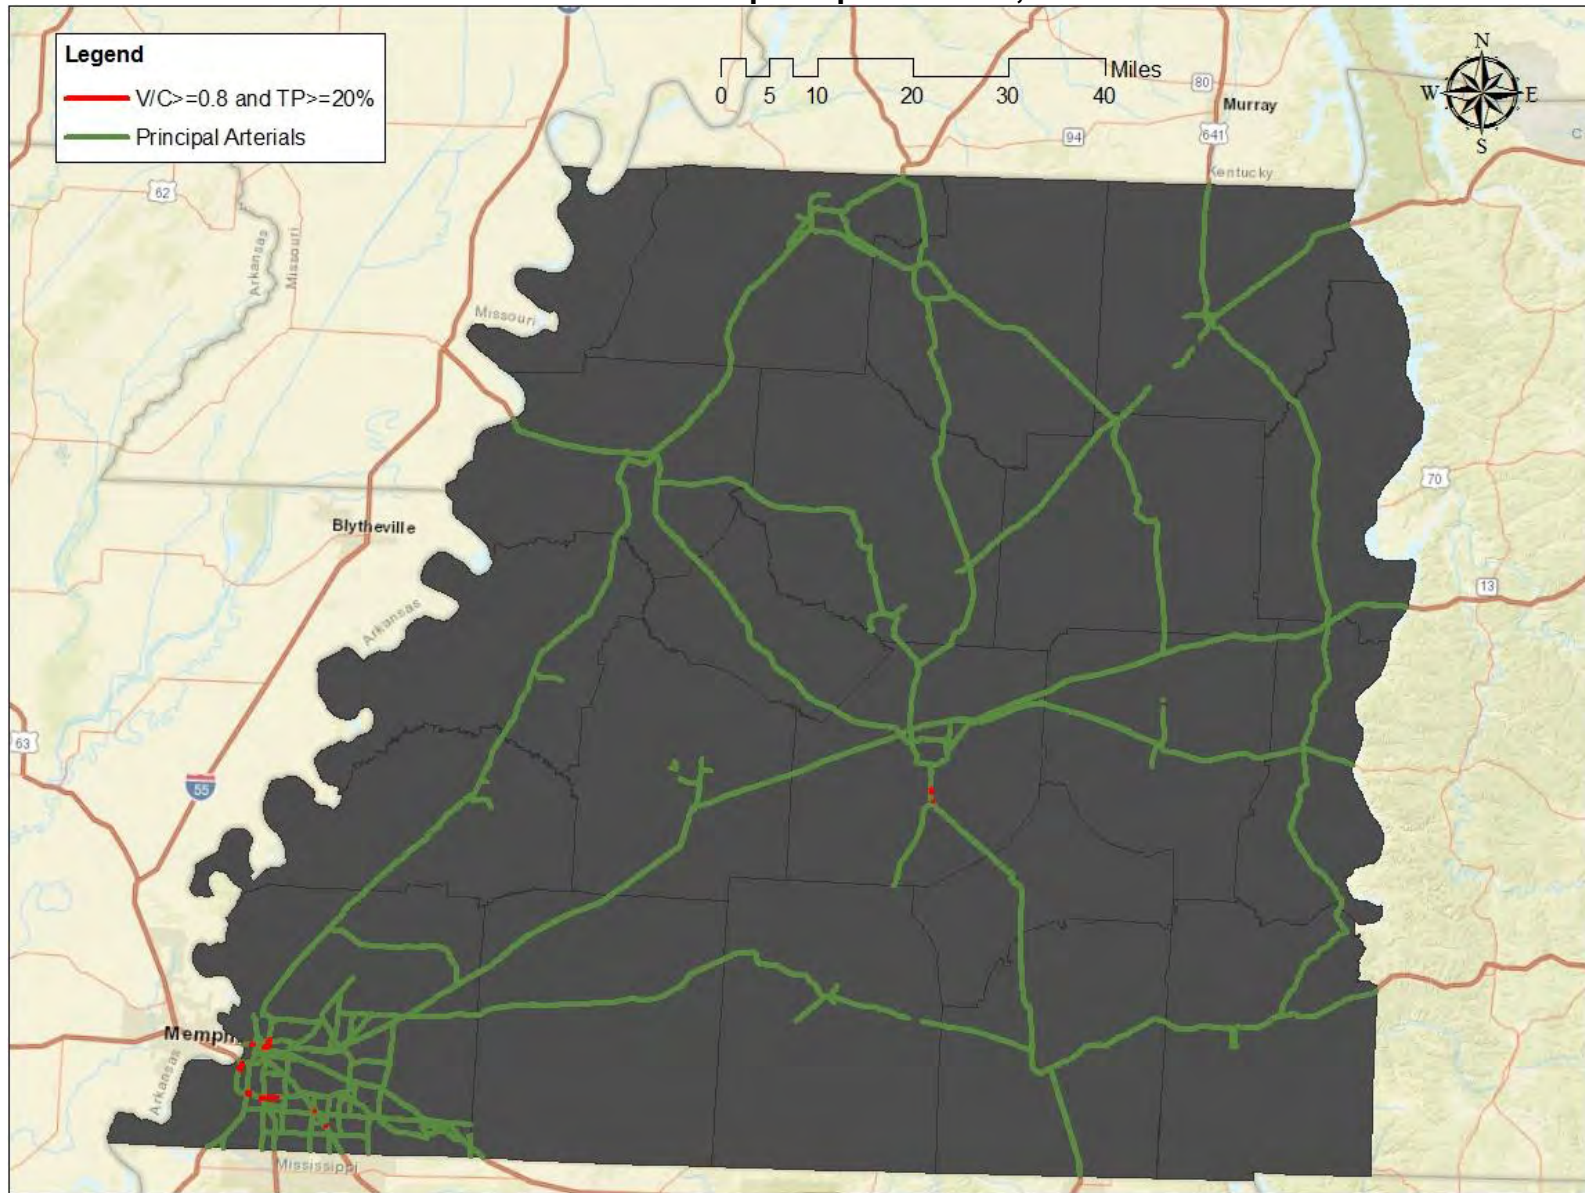 Legend
V/C>=0.8 and TP>=20%
Principal Arterials
Miles
0 5 10 20 30 40
N
W E
S
80
Murray
94
641
Kentucky
62
Arkansas
Missouri
Missouri
70
Blytheville
13
Arkansas
63
55
Memph
Arkansas
Mississippi